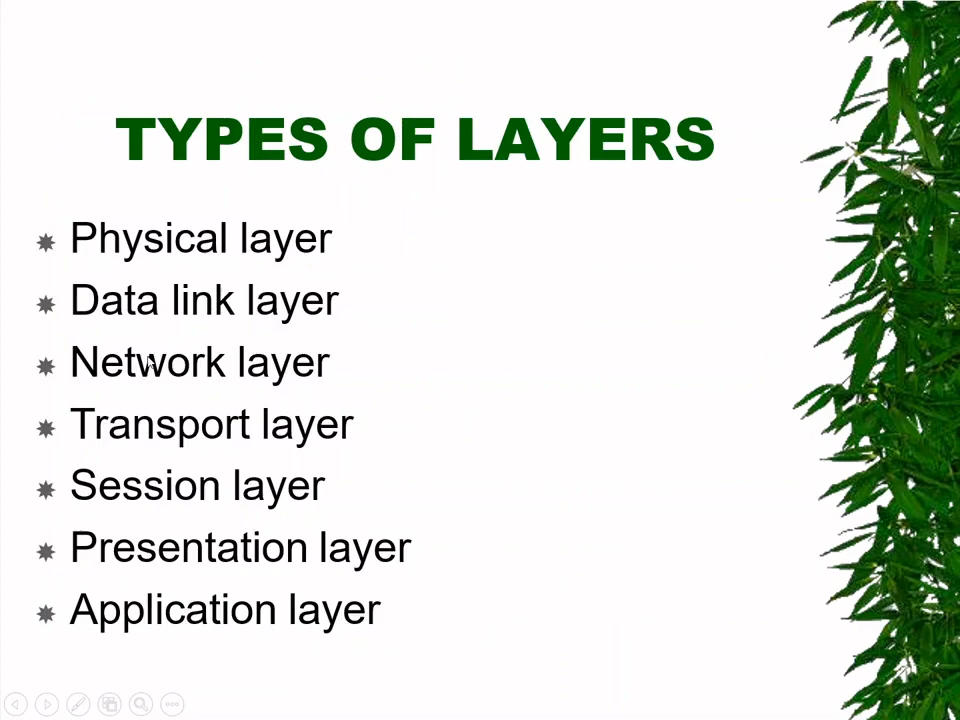 TYPES OF LAYERS
Physical layer
Data link layer
Network layer
Transport layer
Session layer
Presentation layer
Application layer